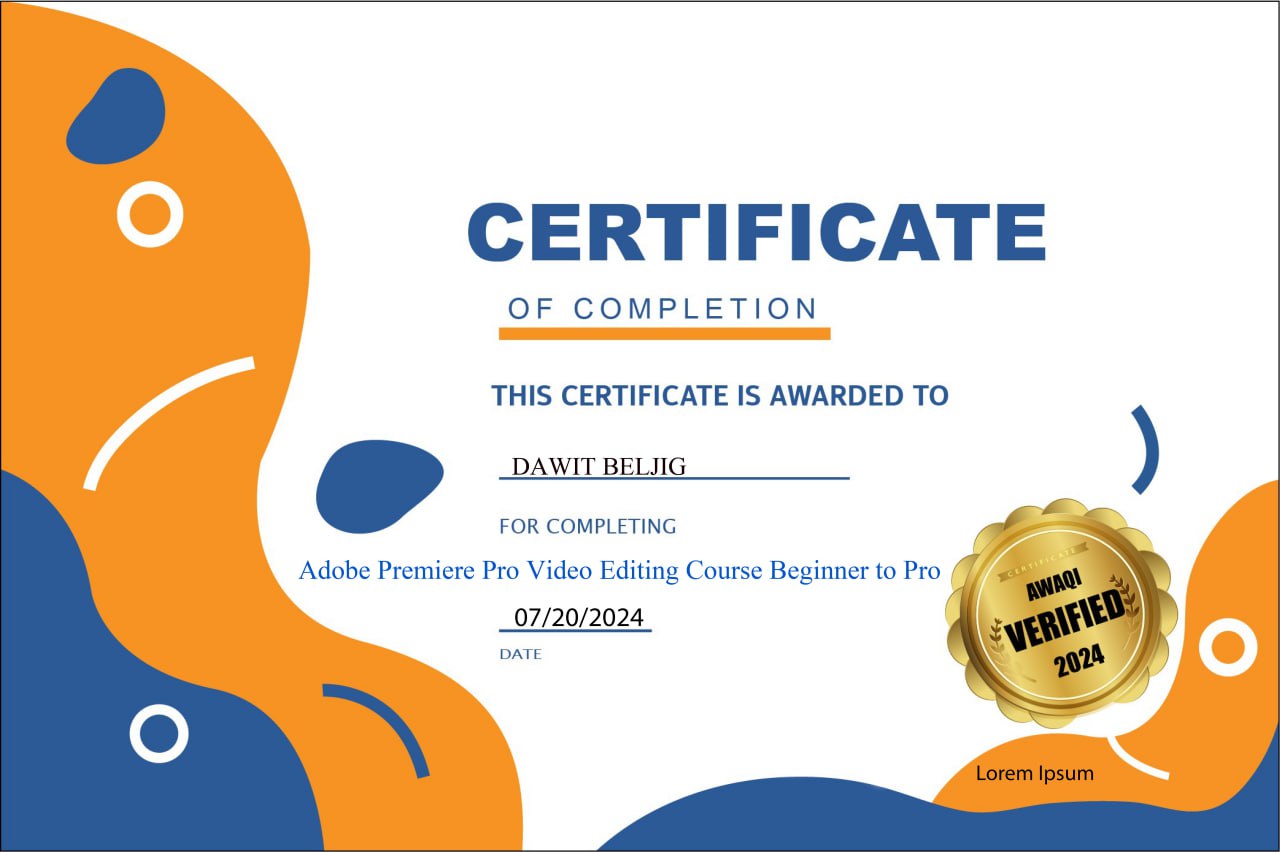 CERTIFICATE
OF COMPLETION
THIS CERTIFICATE IS AWARDED TO
DAWIT BELJIG
FOR COMPLETING
Adobe Premiere Pro Video Editing Course Beginner to Pro
07/20/2024
DATE
CERTIFICATE
AWAQI
VERIFIED
2024
Lorem Ipsum